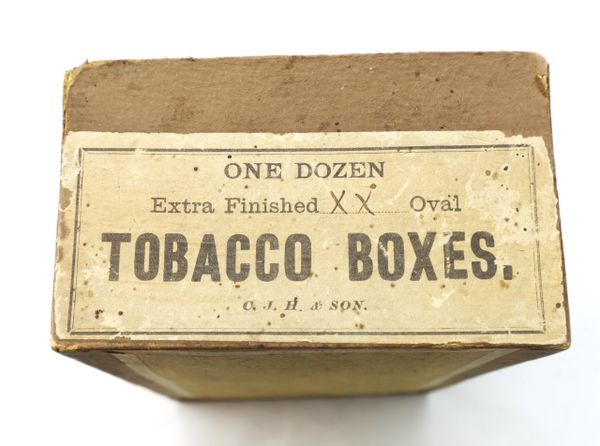 ONE DOZEN
Extra Finished XX Oval
TOBACCO BOXES.
C. J. H. & SON.